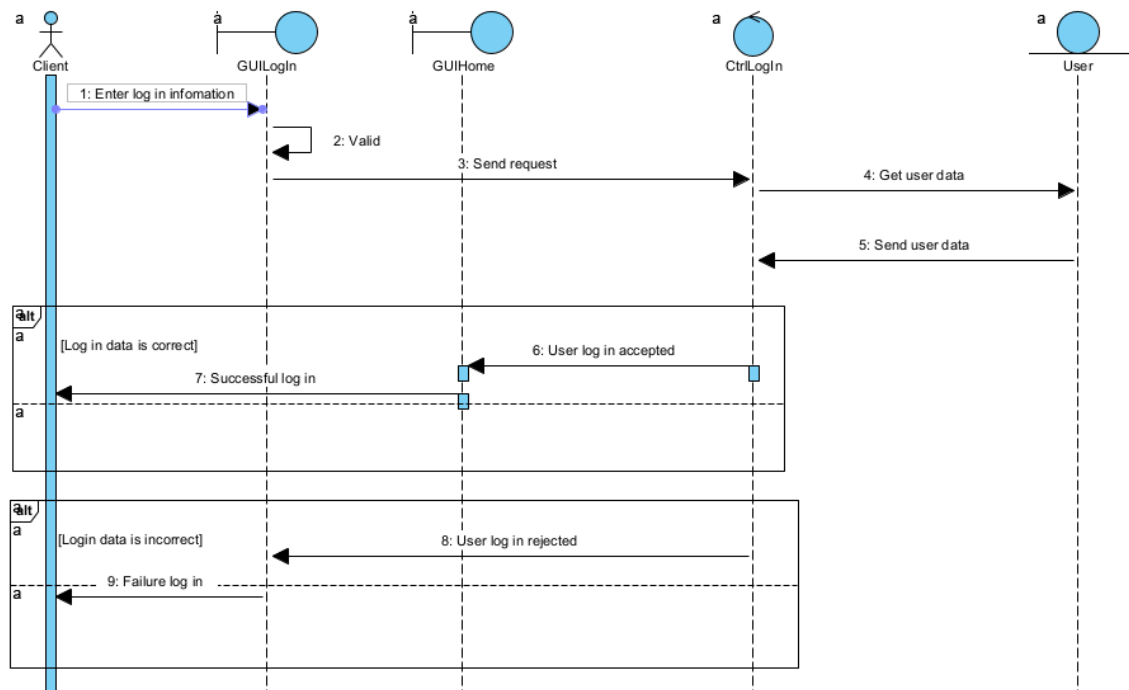 a
a
a
a
a
Client
GUILogIn
GUIHome
CtrlLogIn
User
1: Enter log in infomation
2: Valid
3: Send request
4: Get user data
5: Send user data
a
alt
a
[Log in data is correct]
6: User log in accepted
7: Successful log in
a
a
alt
a
[Login data is incorrect]
8: User log in rejected
9: Failure log in
a